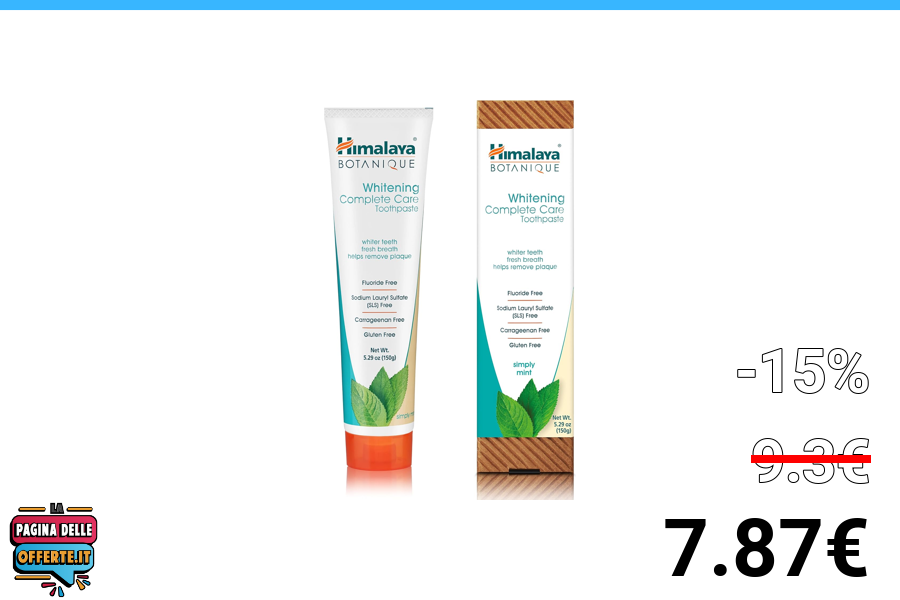 Himalaya
BOTANIQUE
Whitening
Complete Care
Toothpaste
whiter teeth
fresh breath
helps remove plaque
Fluoride Free
Sodium Lauryl Sulfate
(SLS) Free
Carrageenan Free
Gluten Free
Net Wt.
5.29 oz (150g)
Himalaya
BOTANIQUE
Whitening
Complete Care
Toothpaste
whiter teeth
fresh breath
helps remove plaque
Fluoride Free
Sodium Lauryl Sulfate
(SLS) Free
Carrageenan Free
Gluten Free
simply
mint
Net Wt.
5.29 oz
(150g)
-15%
9.3€
7.87€
LA
PAGINA DELLE
OFFERTE.IT